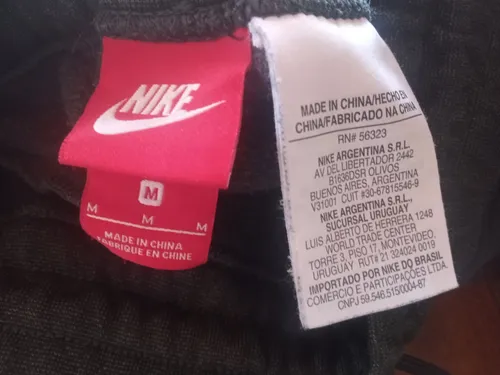 NIKE
M
M M M
MADE IN CHINA
FABRIQUE EN CHINE
MADE IN CHINA/HECHO EN
CHINA/FABRICADO NA CHINA
RN# 56323
NIKE ARGENTINA S.R.L.
AV DEL LIBERTADOR 2442
B1636DSR OLIVOS
BUENOS AIRES, ARGENTINA
V31001 CUIT #30-67815546-9
NIKE ARGENTINA S.R.L.,
SUCURSAL URUGUAY
LUIS ALBERTO DE HERRERA 1248
WORLD TRADE CENTER
TORRE 3, PISO 17, MONTEVIDEO,
URUGUAY RUT# 21 324024 0019
IMPORTADO POR NIKE DO BRASIL
COMÉRCIO E PARTICIPAÇÕES LTDA.
CNPJ 59.546.515/0004-87